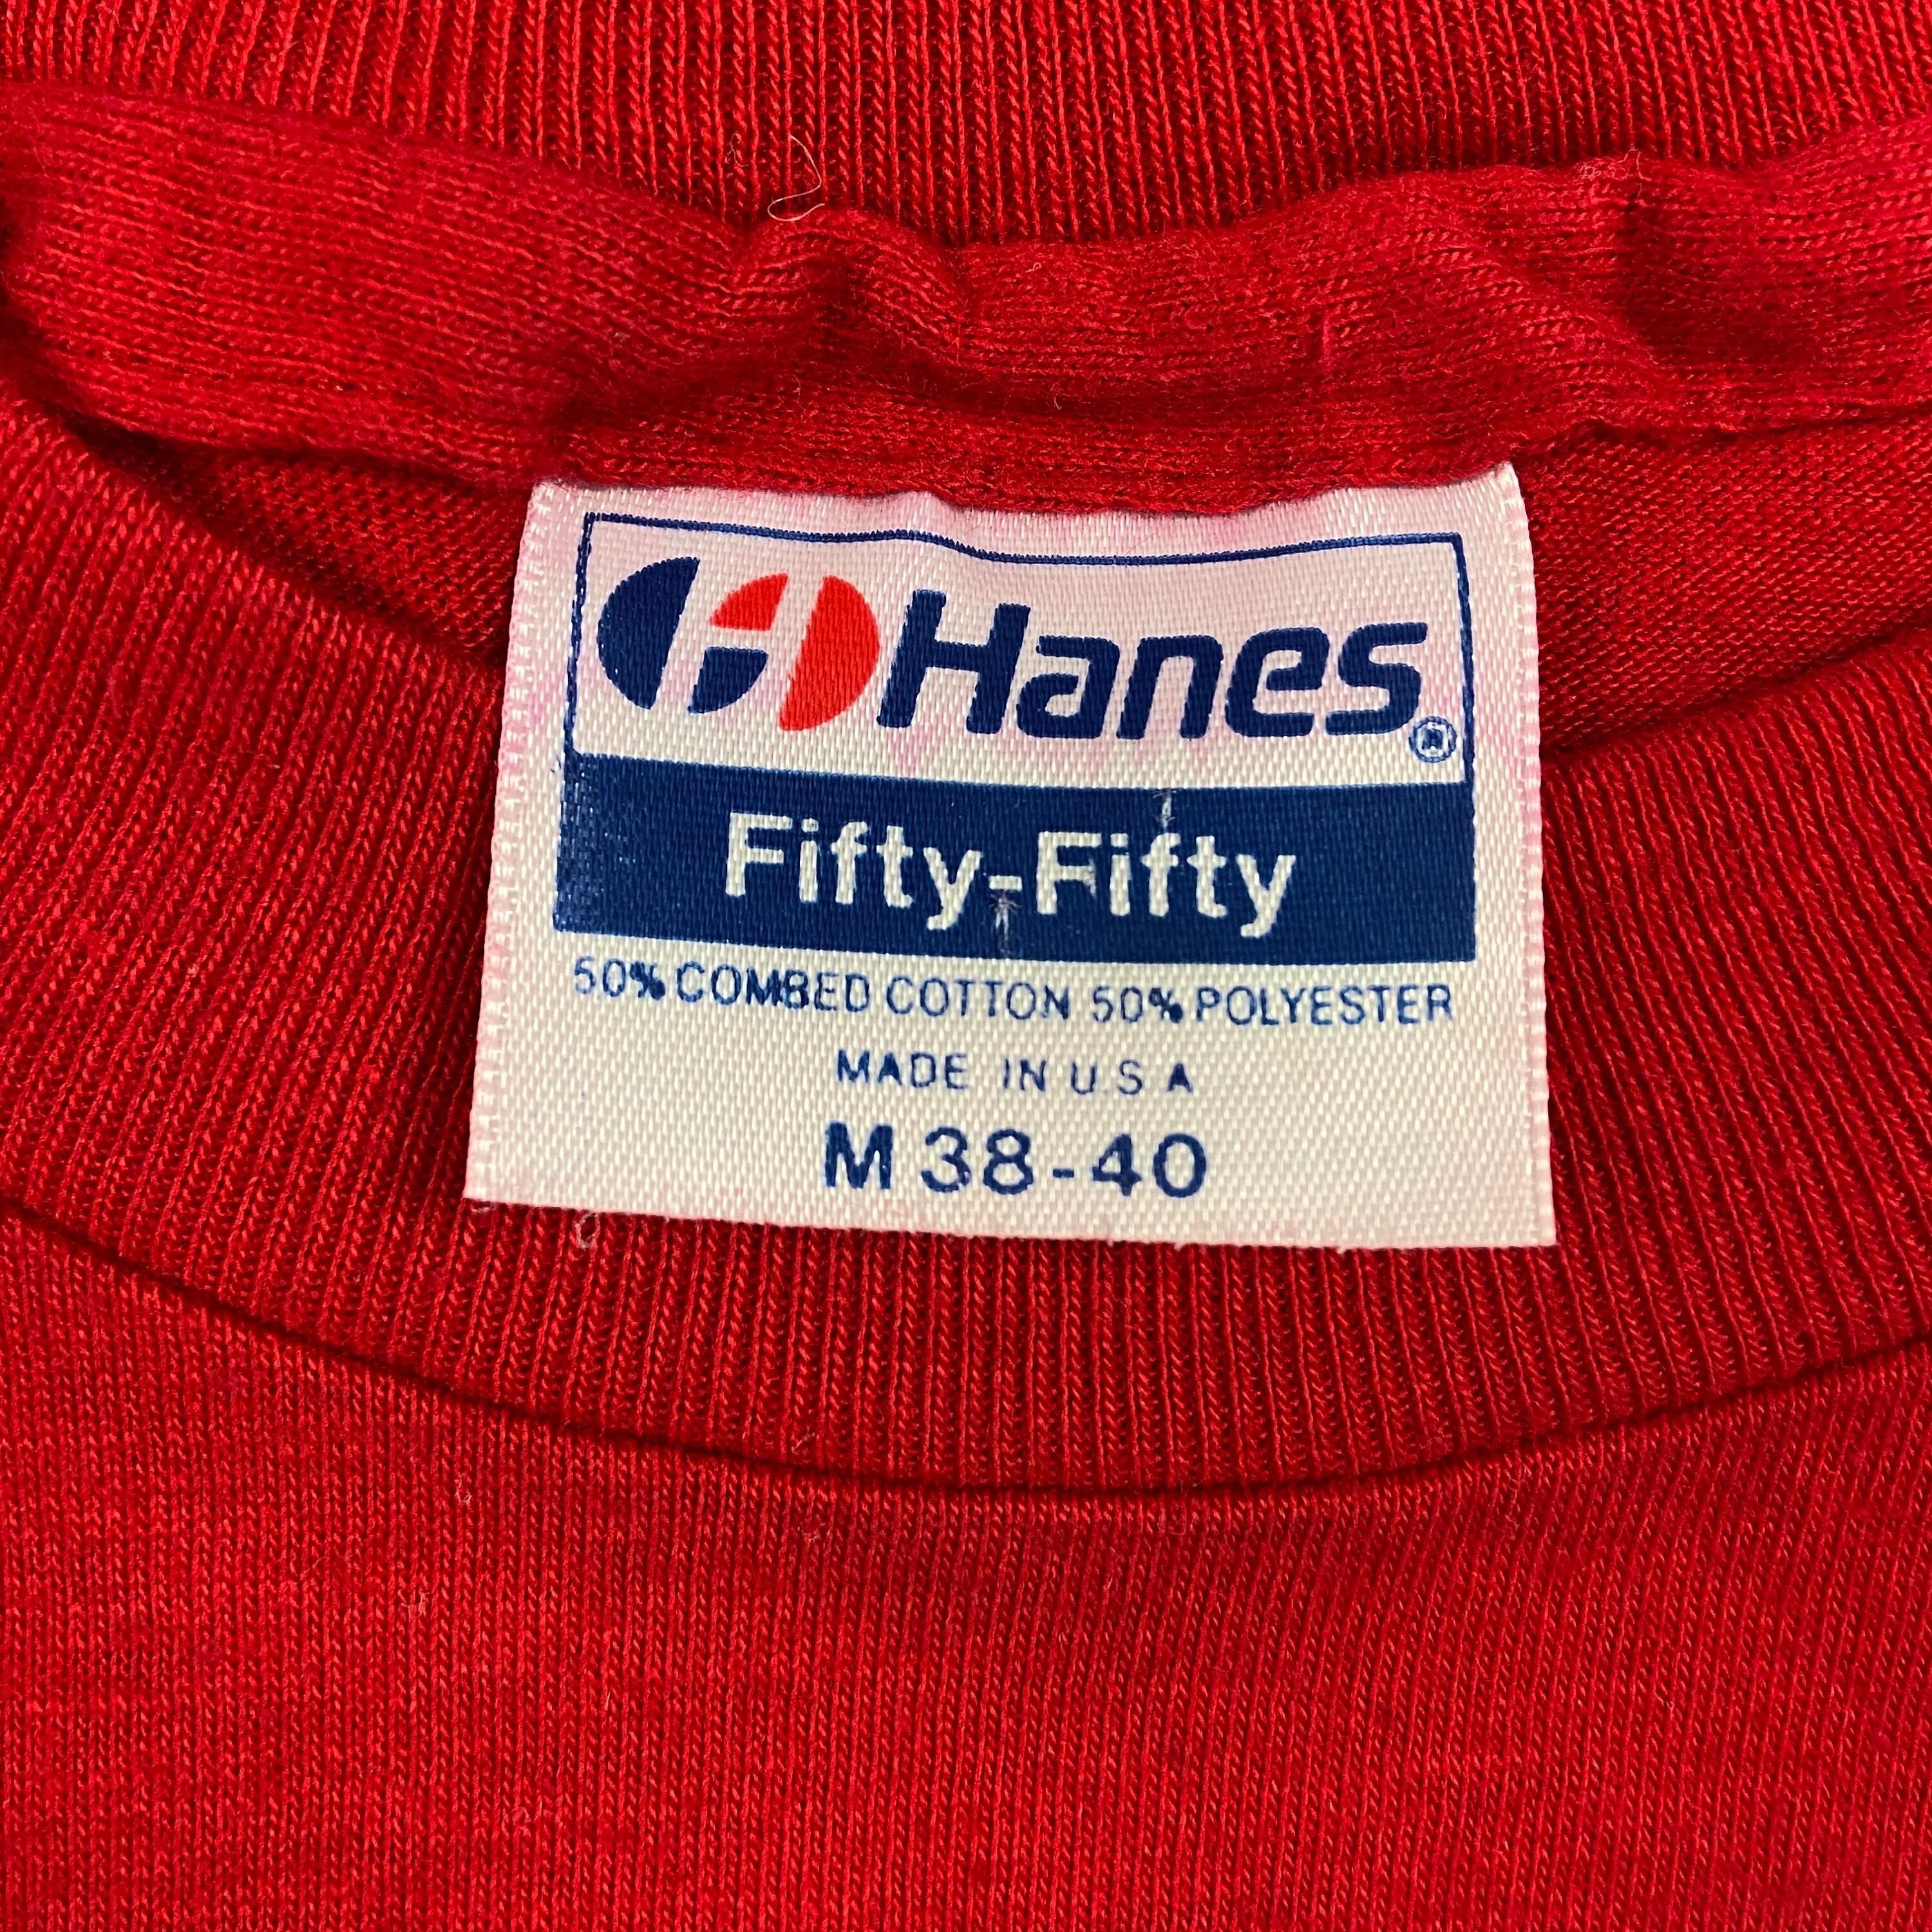 Hanes®
Fifty-Fifty
50% COMBED COTTON 50% POLYESTER
MADE IN U S A
M 38-40